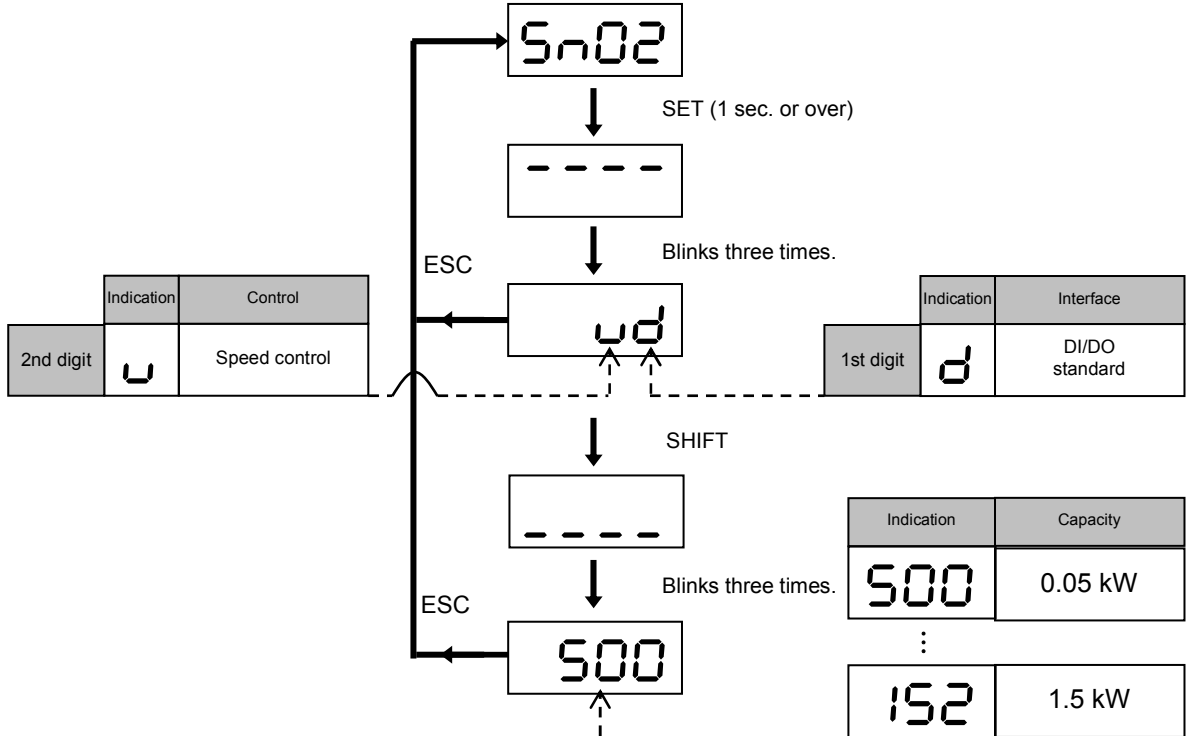 Sn02
SET (1 sec. or over)
----
Blinks three times.
ESC
Indication Control
2nd digit u Speed control
ud
Indication Interface
1st digit d DI/DO
standard
SHIFT
____
Blinks three times.
ESC
500
Indication Capacity
500 0.05 kW
⋮
152 1.5 kW